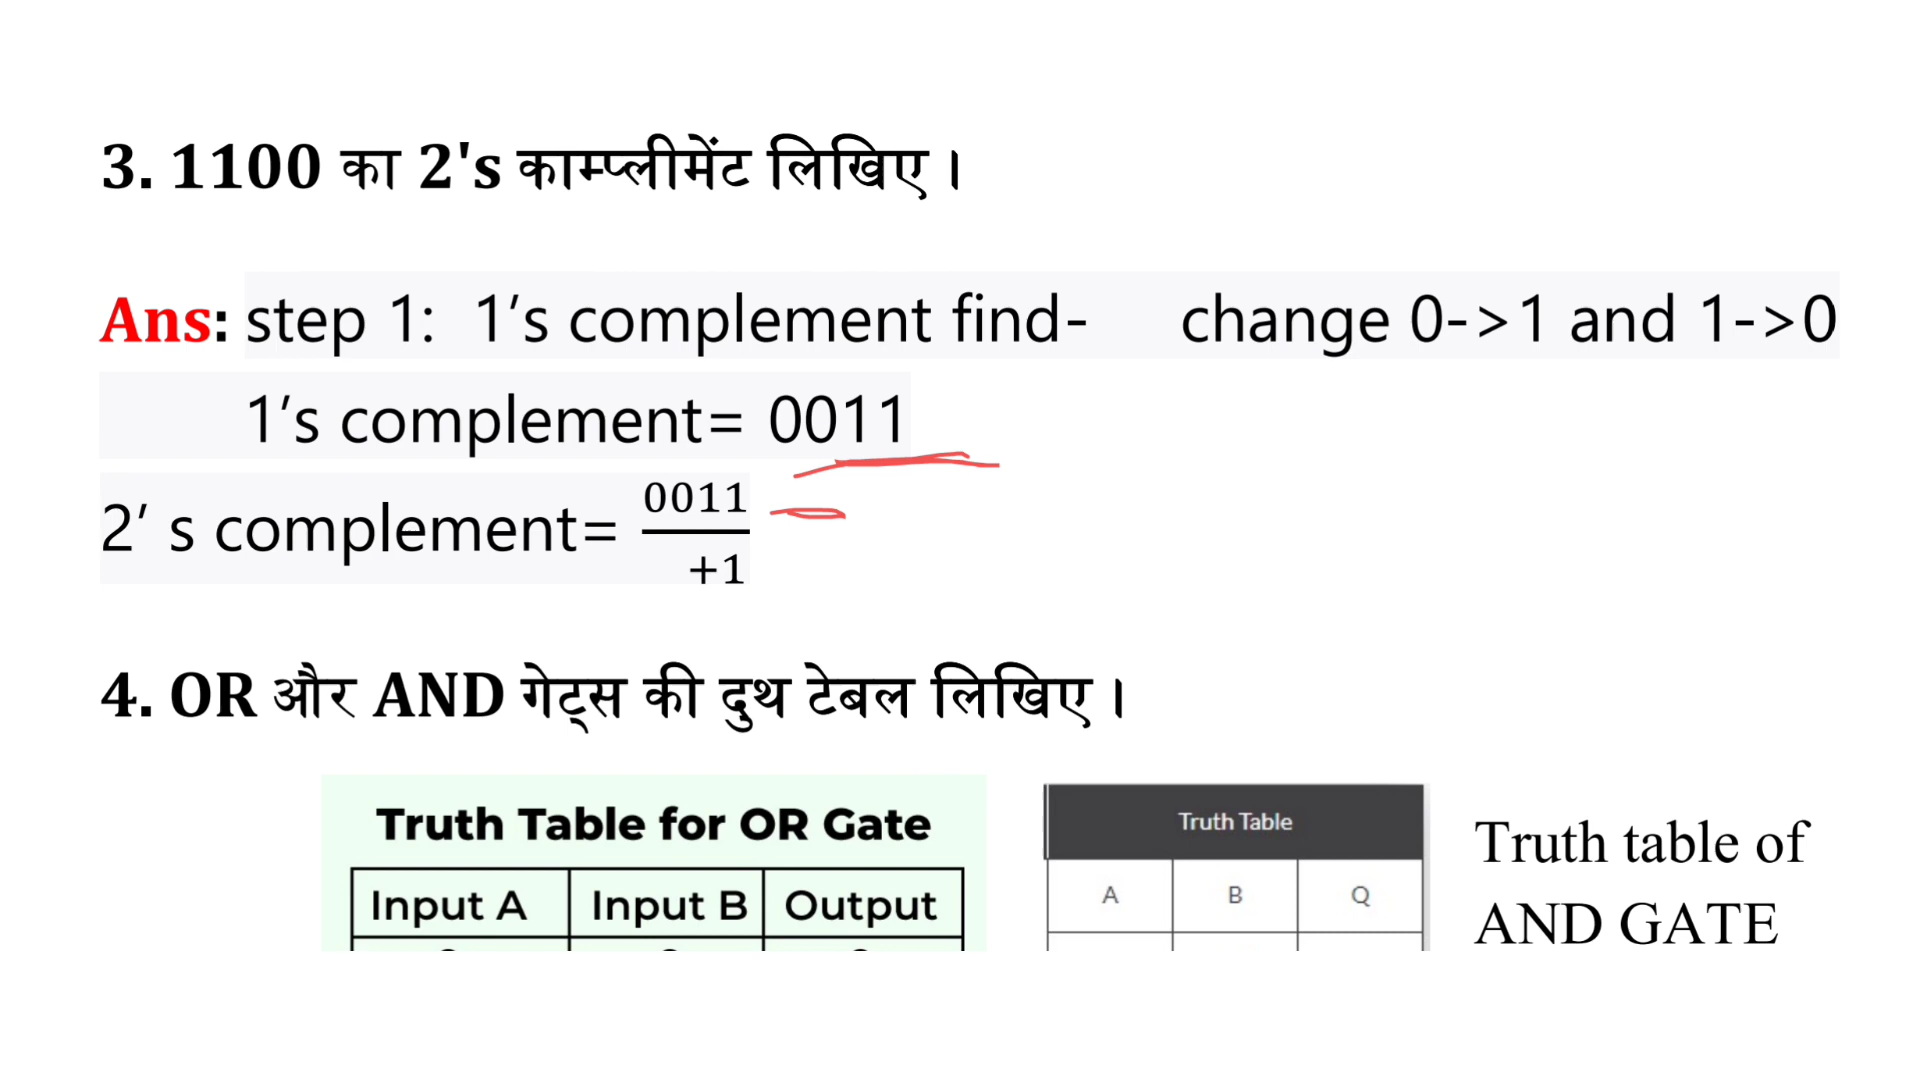 3. 1100 का 2's काम्प्लीमेंट लिखिए ।
Ans: step 1: 1’s complement find- change 0->1 and 1->0
1’s complement= 0011
2’ s complement= 0011
+1
4. OR और AND गेट्स की दुथ टेबल लिखिए ।
Truth Table for OR Gate
Input A Input B Output
Truth Table
A B Q
Truth table of
AND GATE